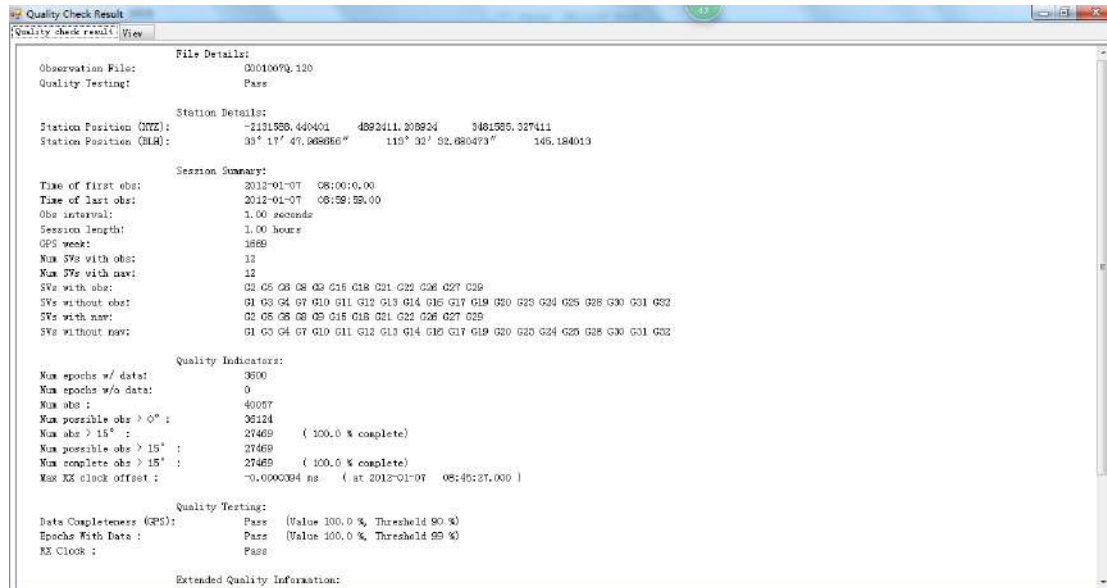 Quality Check Result
Quality check result View
File Details:
Observation File: G001007Q.12O
Quality Testing: Pass
Station Details:
Station Position (XYZ): -2131588.440401 4892411.208924 3481585.327411
Station Position (BLH): 33° 17' 47.968656" 113° 32' 32.680473" 145.184013
Session Summary:
Time of first obs: 2012-01-07 08:00:0.00
Time of last obs: 2012-01-07 08:59:59.00
Obs interval: 1.00 seconds
Session length: 1.00 hours
GPS week: 1669
Num SVs with obs: 12
Num SVs with nav: 12
SVs with obs: G2 G5 G6 G8 G9 G15 G18 G21 G22 G26 G27 G29
SVs without obs: G1 G3 G4 G7 G10 G11 G12 G13 G14 G16 G17 G19 G20 G23 G24 G25 G28 G30 G31 G32
SVs with nav: G2 G5 G6 G8 G9 G15 G18 G21 G22 G26 G27 G29
SVs without nav: G1 G3 G4 G7 G10 G11 G12 G13 G14 G16 G17 G19 G20 G23 G24 G25 G28 G30 G31 G32
Quality Indicators:
Num epochs w/ data: 3600
Num epochs w/o data: 0
Num obs : 40057
Num possible obs > 0° : 36124
Num obs > 15° : 27469 ( 100.0 % complete)
Num possible obs > 15° : 27469
Num complete obs > 15° : 27469 ( 100.0 % complete)
Max RX clock offset : -0.0000394 ns ( at 2012-01-07 08:45:27.000 )
Quality Testing:
Data Completeness (GPS): Pass (Value 100.0 %, Threshold 90 %)
Epochs With Data : Pass (Value 100.0 %, Threshold 99 %)
RX Clock : Pass
Extended Quality Information: